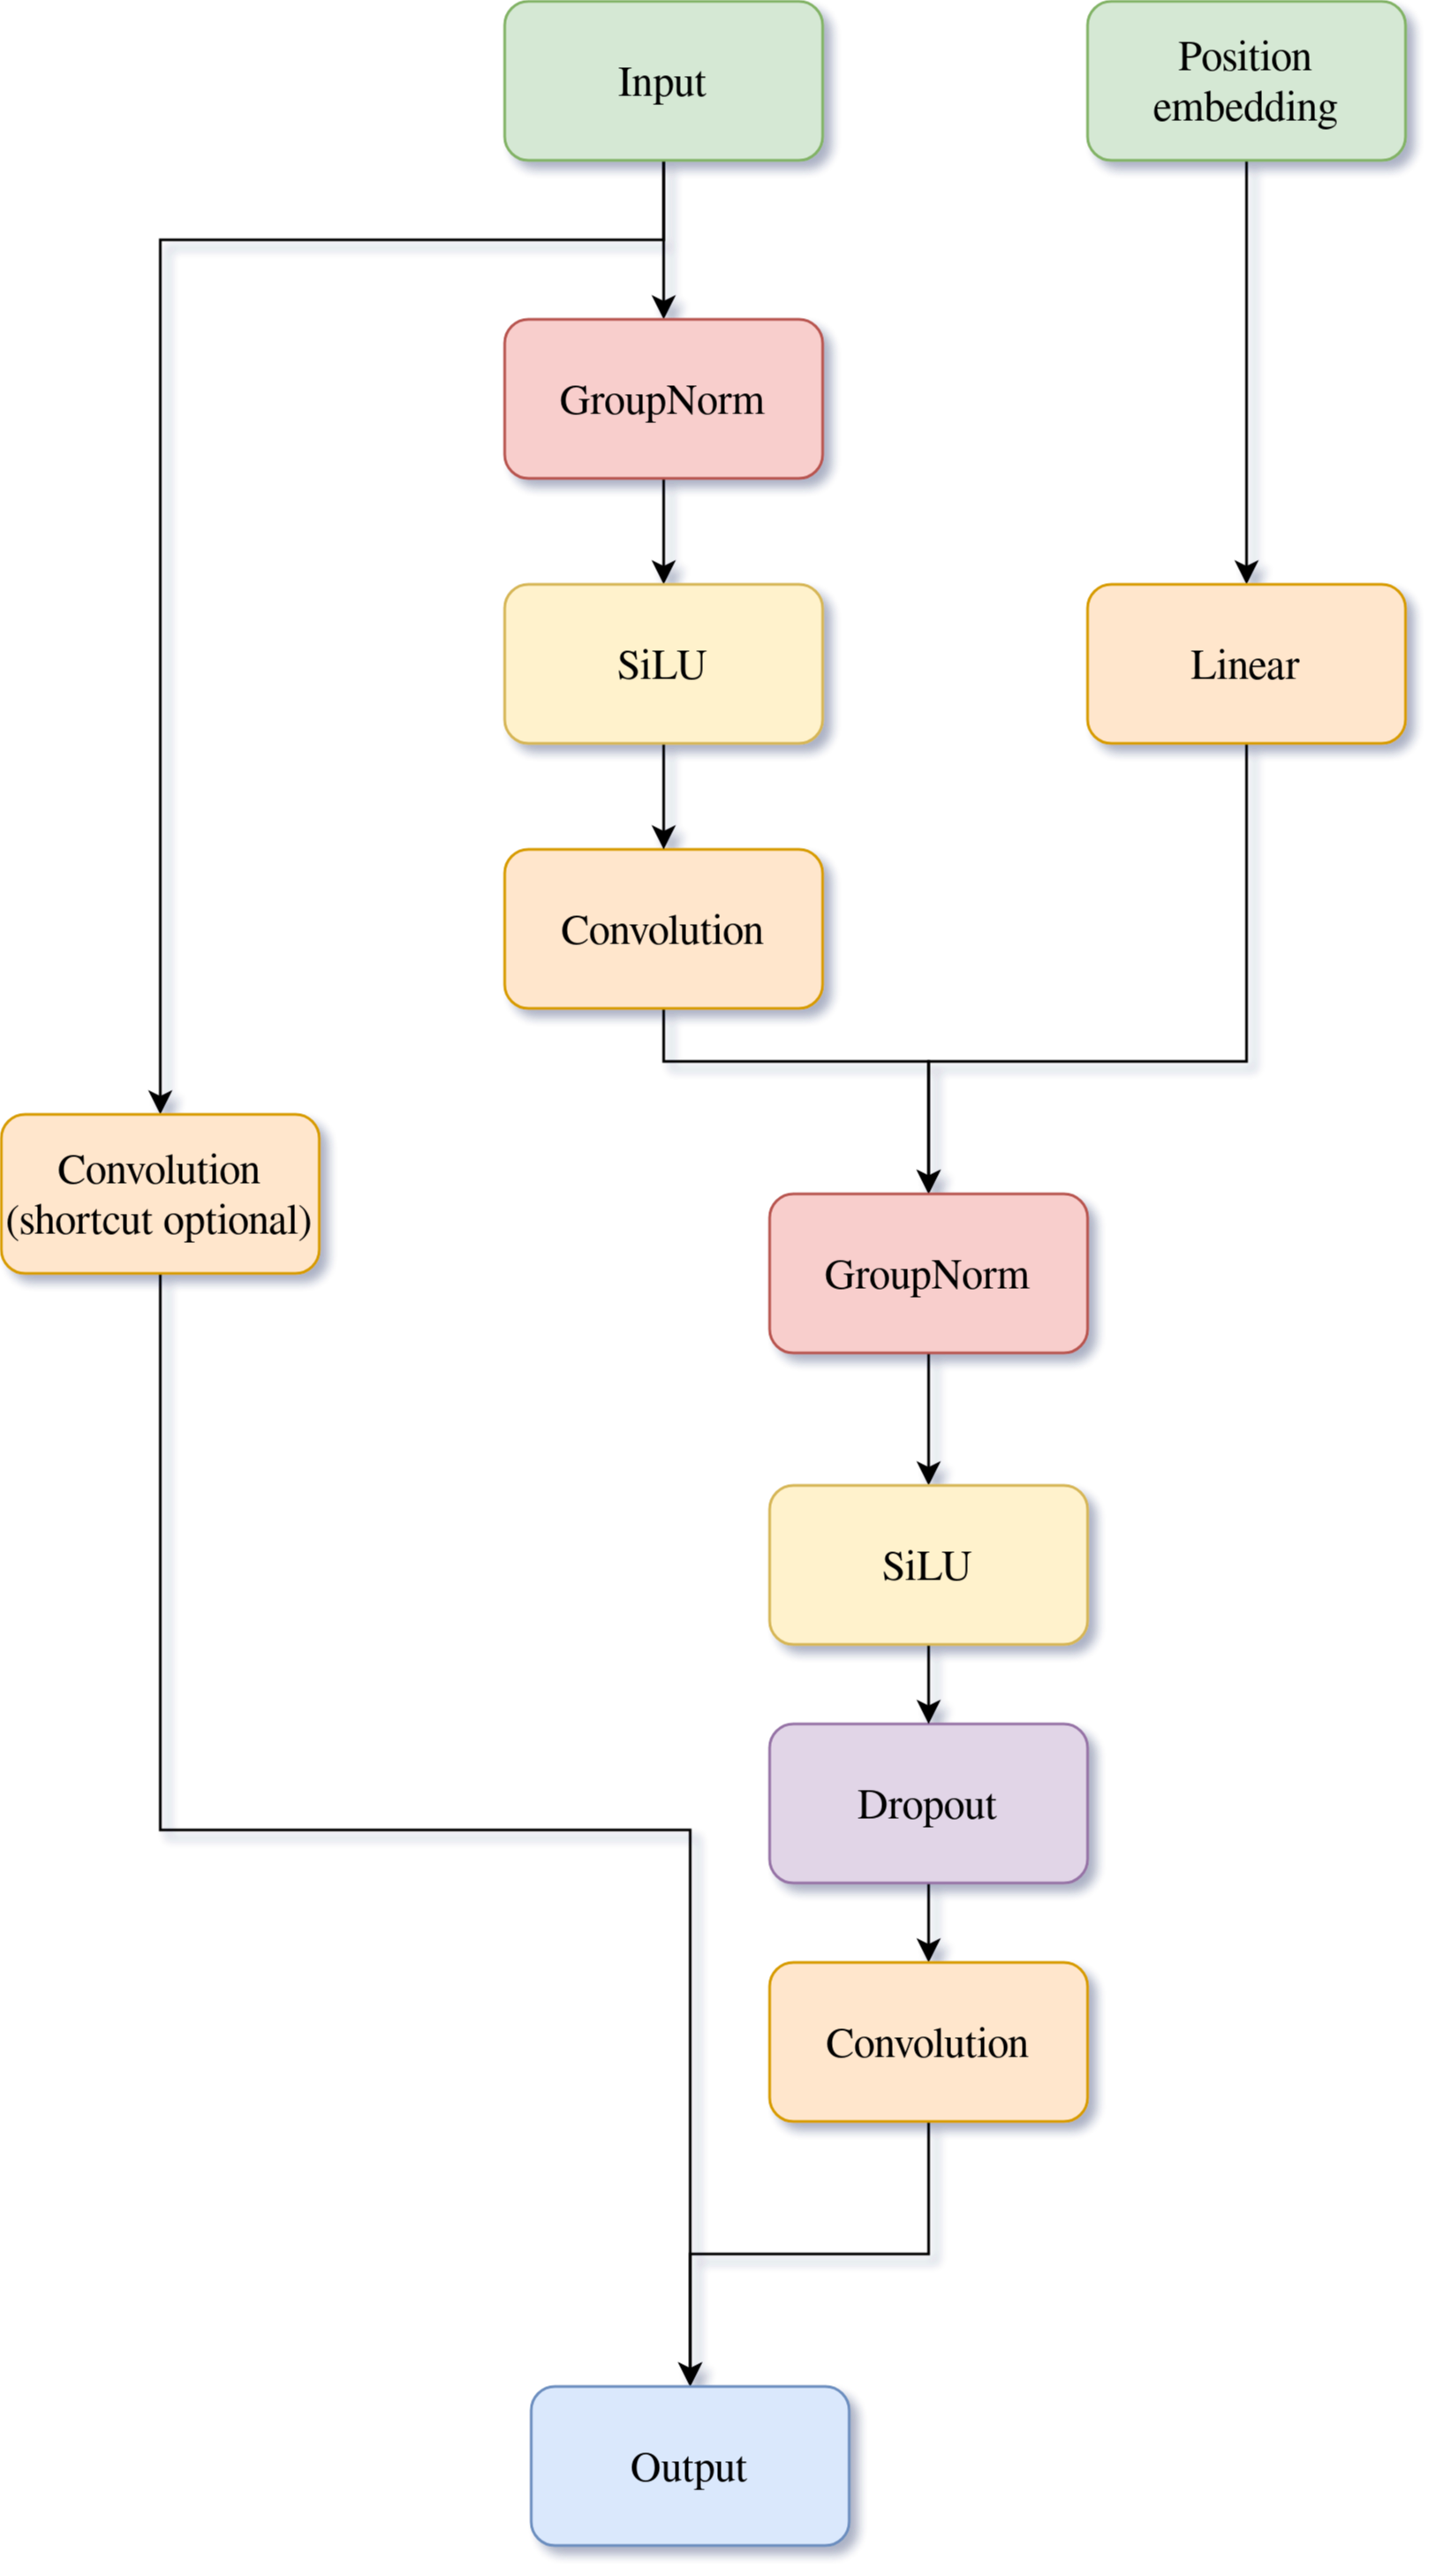 Input
Position
embedding
GroupNorm
SiLU
Linear
Convolution
Convolution
(shortcut optional)
GroupNorm
SiLU
Dropout
Convolution
Output